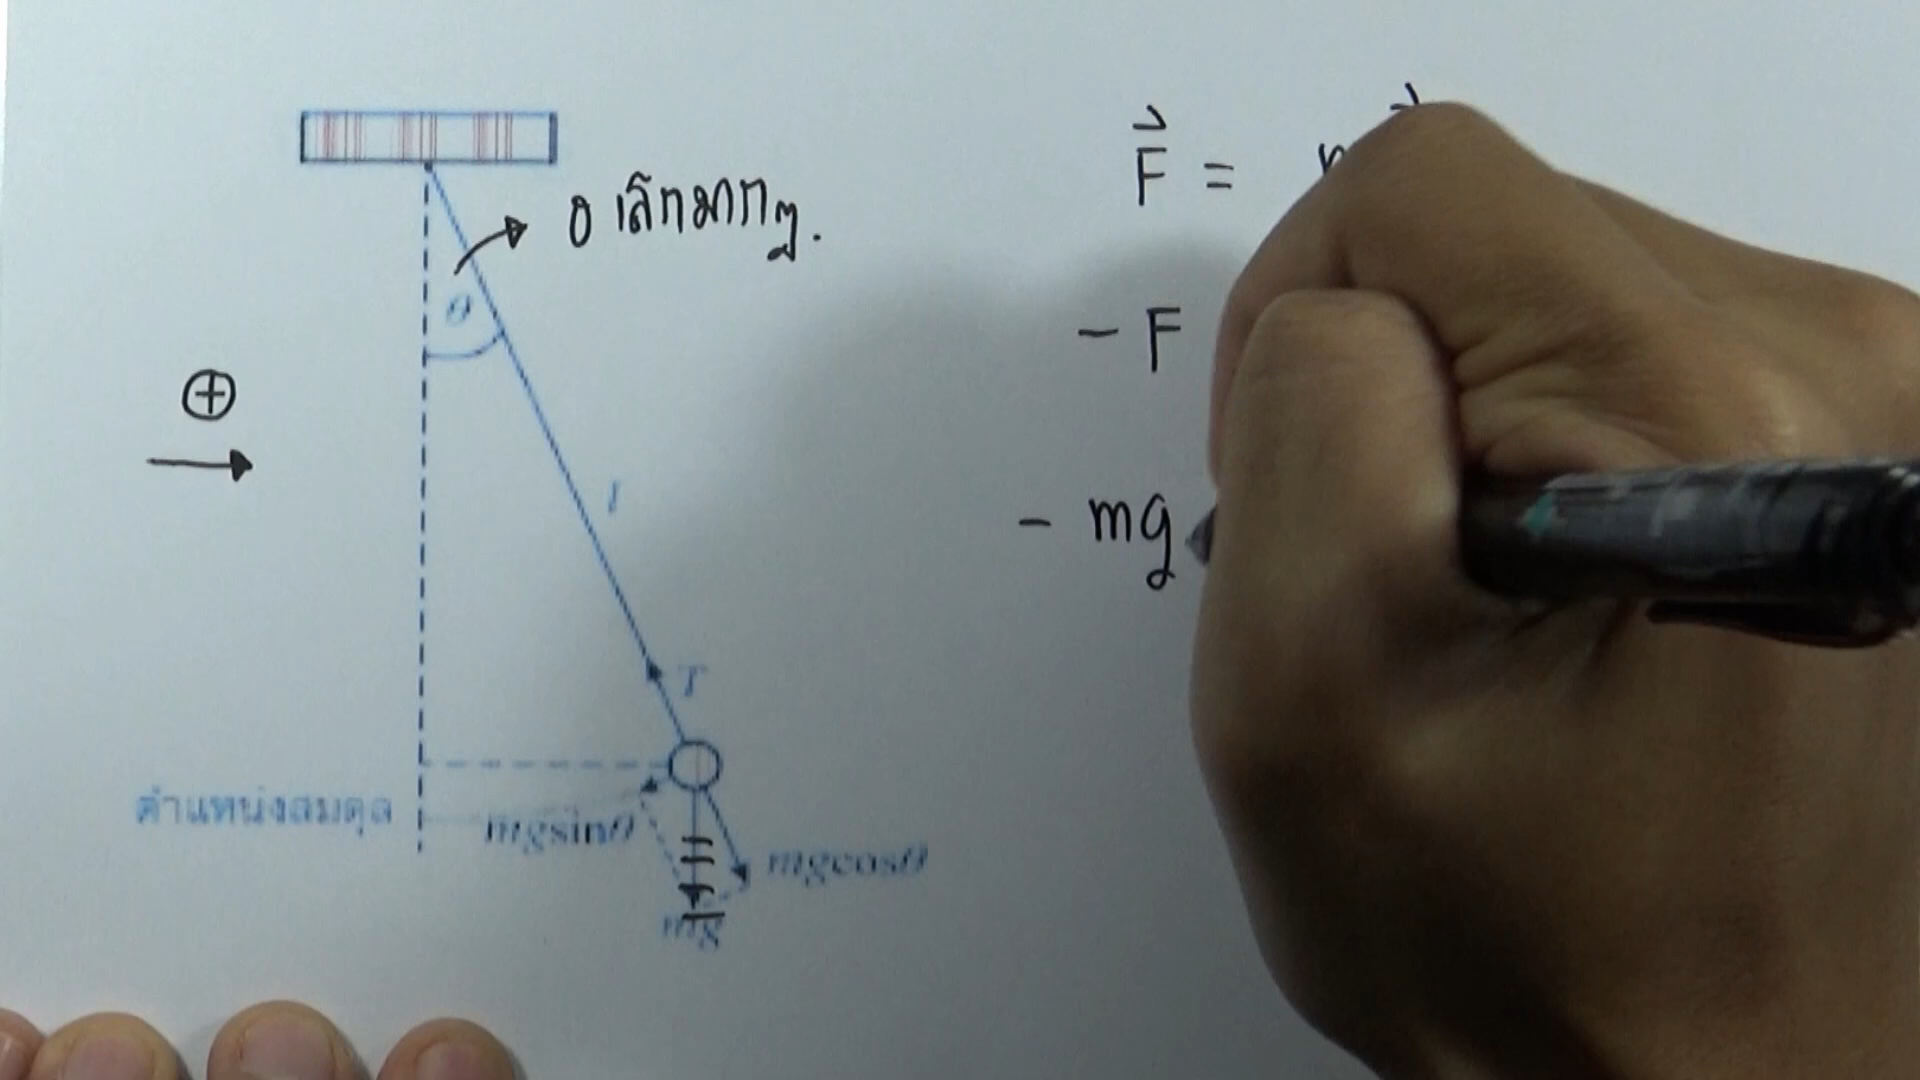 θ เล็กมากๆ.
θ
⊕
l
T
ตำแหน่งสมดุล
mgsinθ
mgcosθ
mg
F⃗ =
- F
- mg